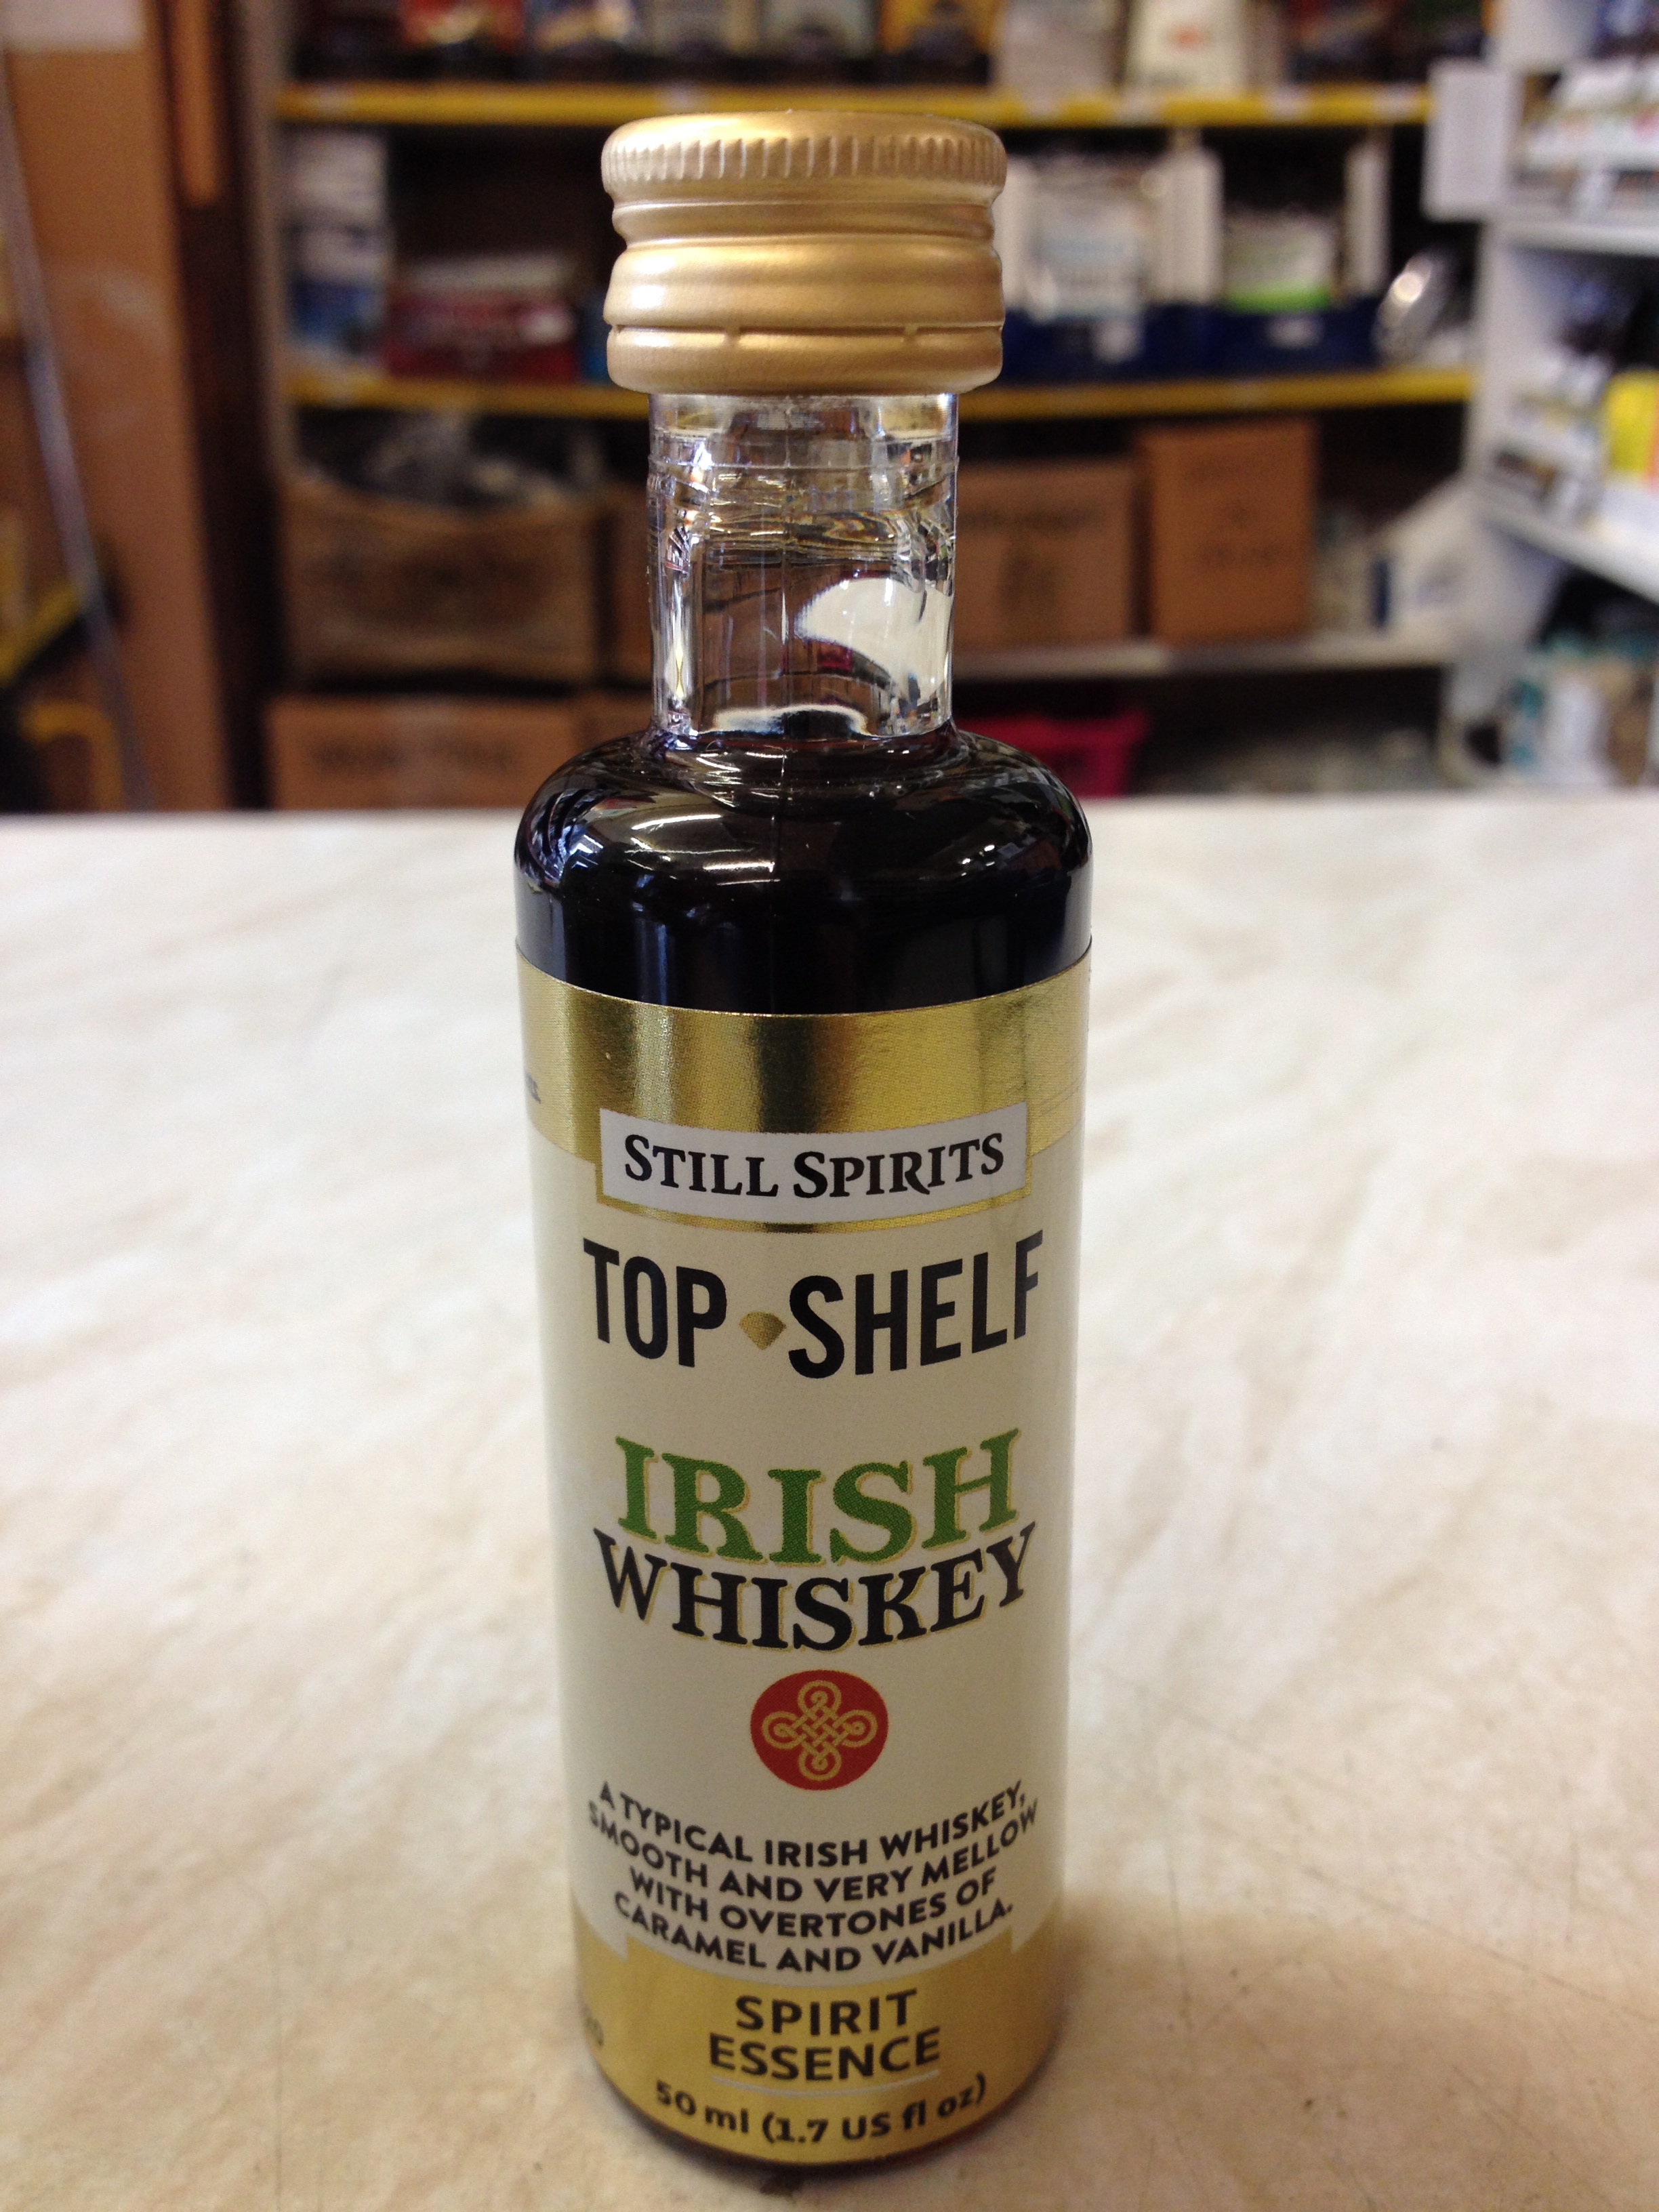 STILL SPIRITS
TOP SHELF
IRISH
WHISKEY
A TYPICAL IRISH WHISKEY,
SMOOTH AND VERY MELLOW
WITH OVERTONES OF
CARAMEL AND VANILLA.
SPIRIT
ESSENCE
50 ml (1.7 US fl oz)